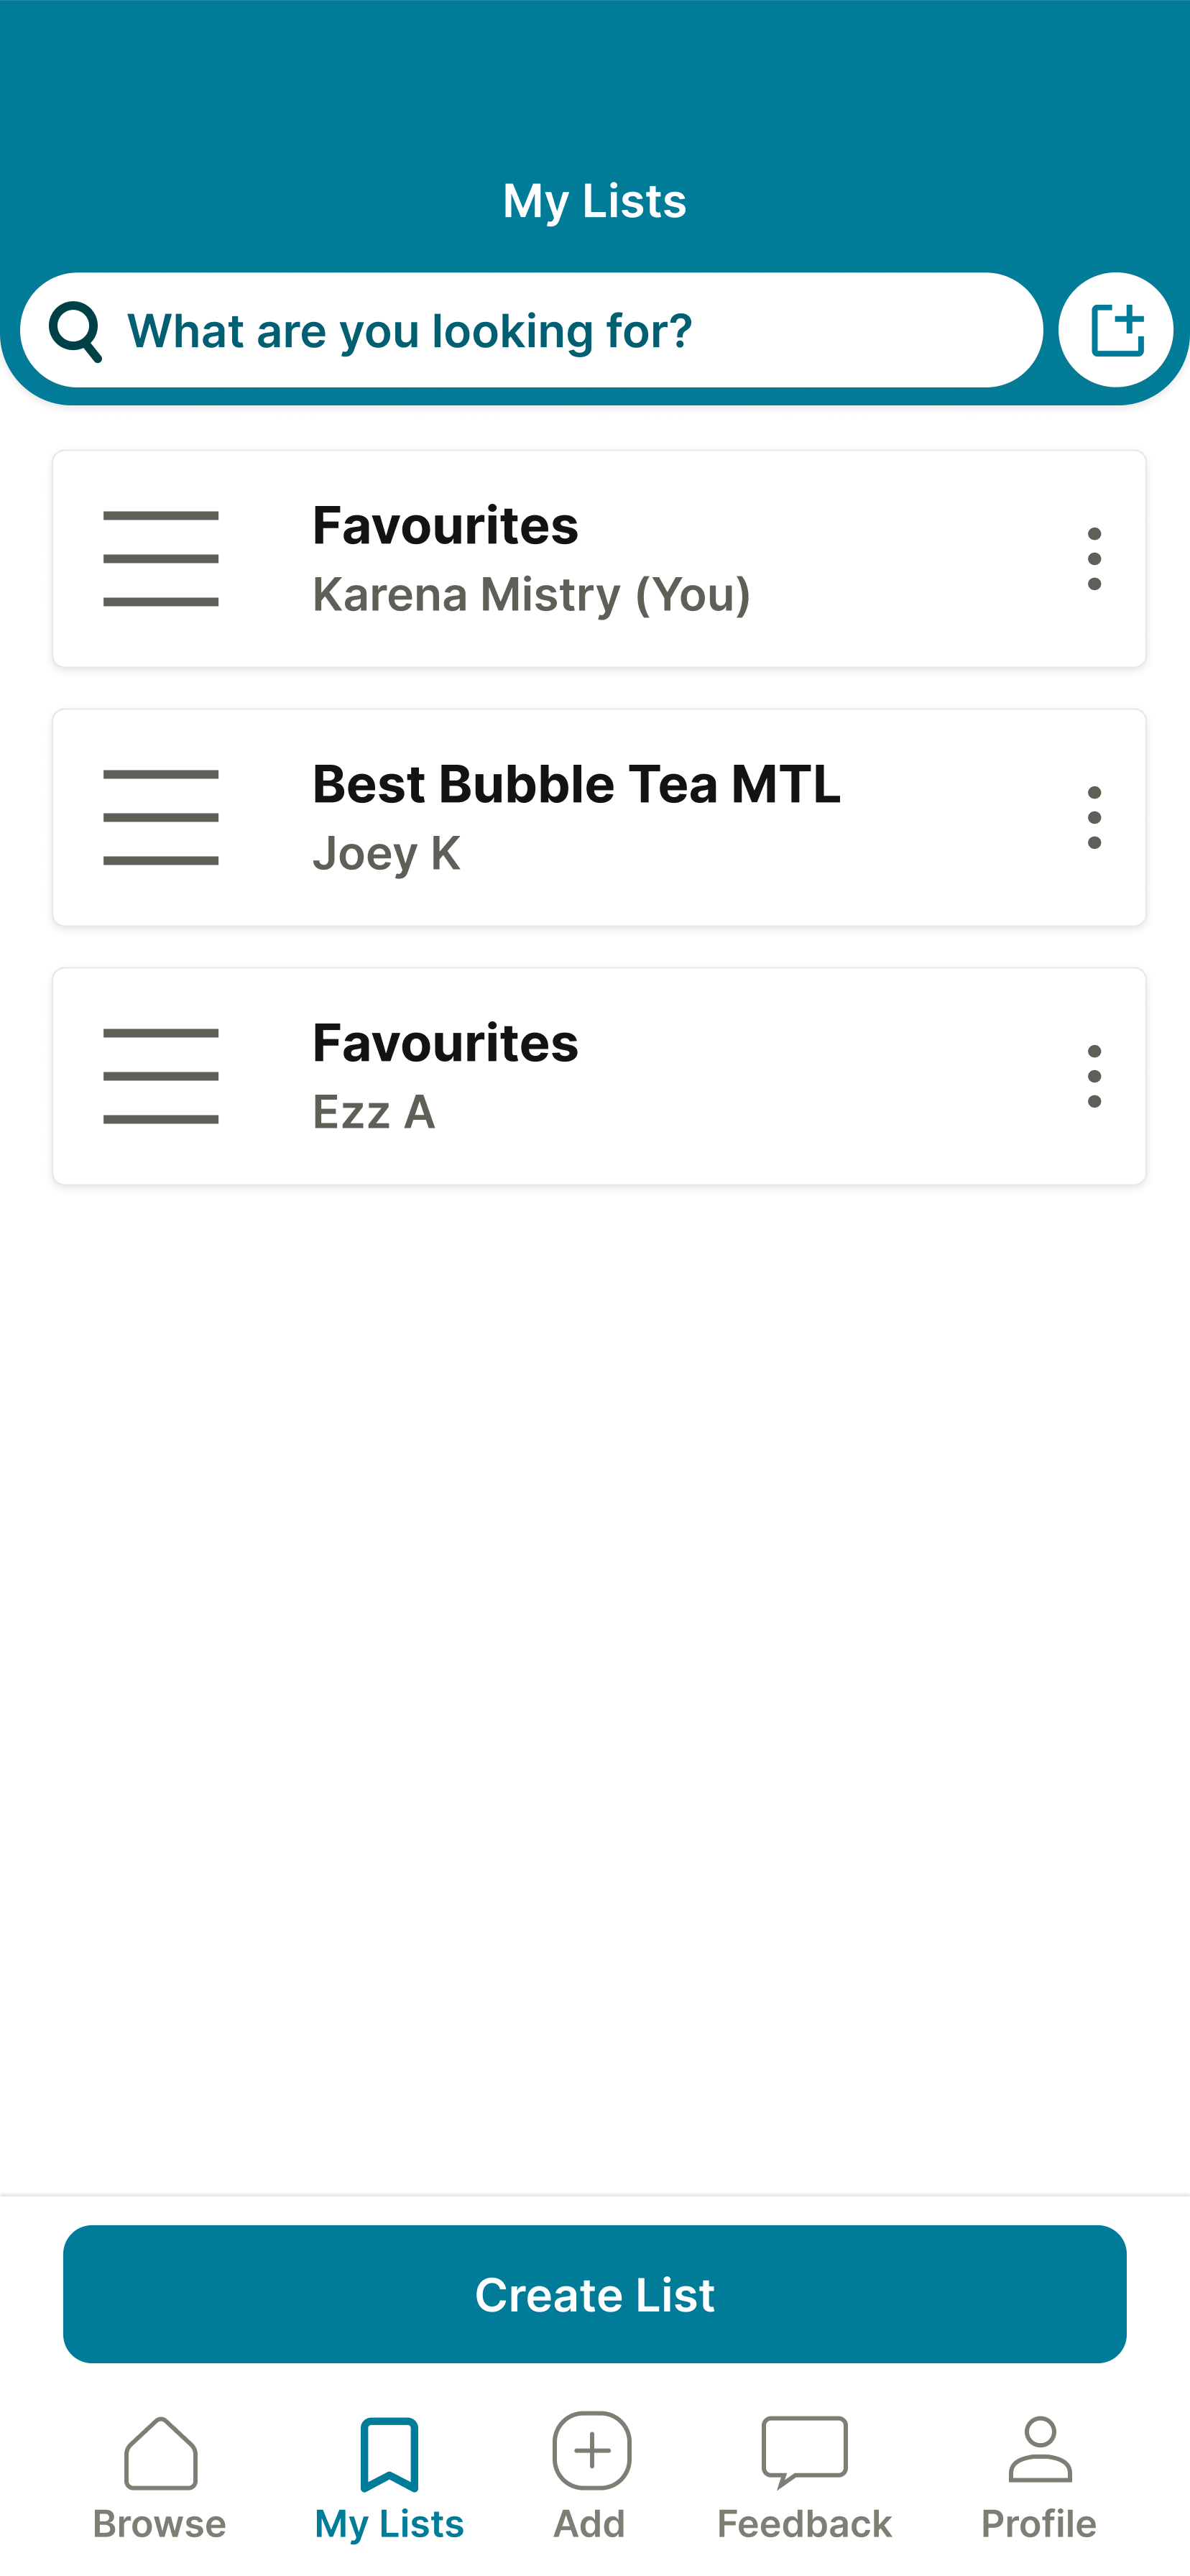 My Lists
What are you looking for?
Favourites
Karena Mistry (You)
Best Bubble Tea MTL
Joey K
Favourites
Ezz A
Create List
Browse
My Lists
Add
Feedback
Profile